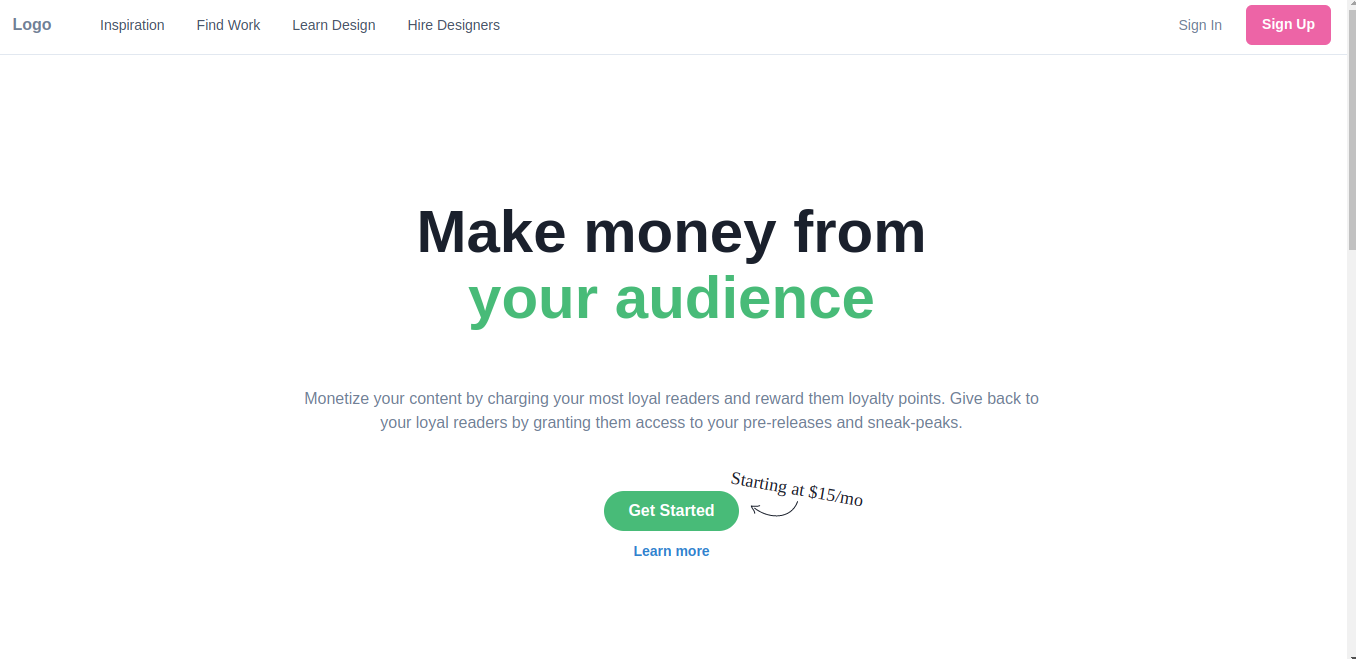 Logo
Inspiration
Find Work
Learn Design
Hire Designers
Sign In
Sign Up
Make money from
your audience
Monetize your content by charging your most loyal readers and reward them loyalty points. Give back to
your loyal readers by granting them access to your pre-releases and sneak-peaks.
Starting at $15/mo
Get Started
Learn more